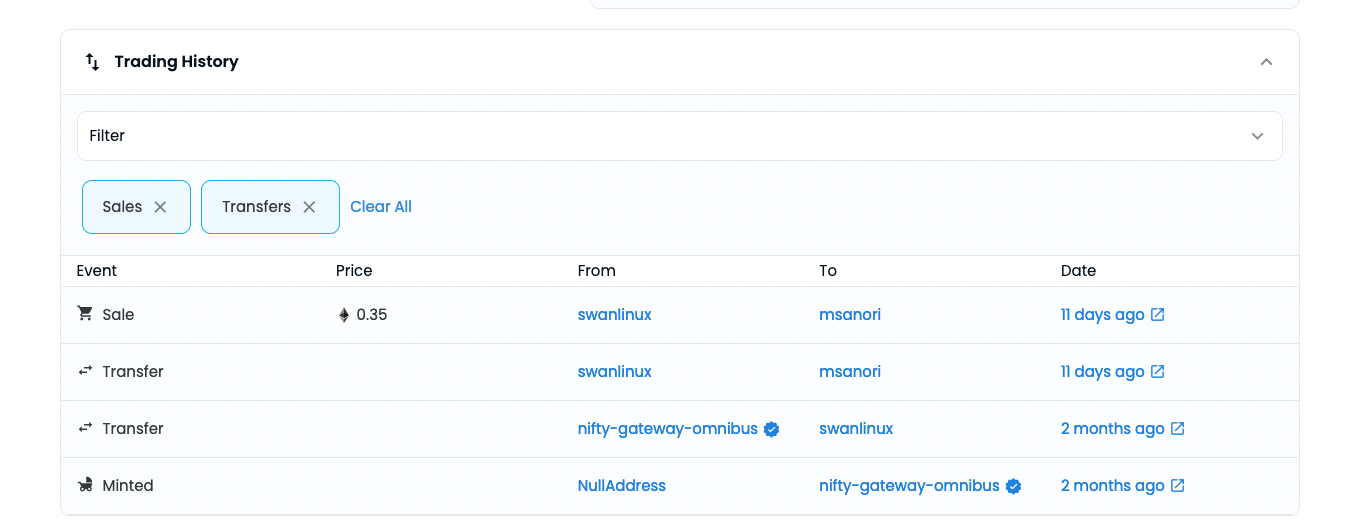 Trading History
Filter
Sales Transfers Clear All
Event Price From To Date
Sale 0.35 swanlinux msanori 11 days ago
Transfer swanlinux msanori 11 days ago
Transfer nifty-gateway-omnibus swanlinux 2 months ago
Minted NullAddress nifty-gateway-omnibus 2 months ago